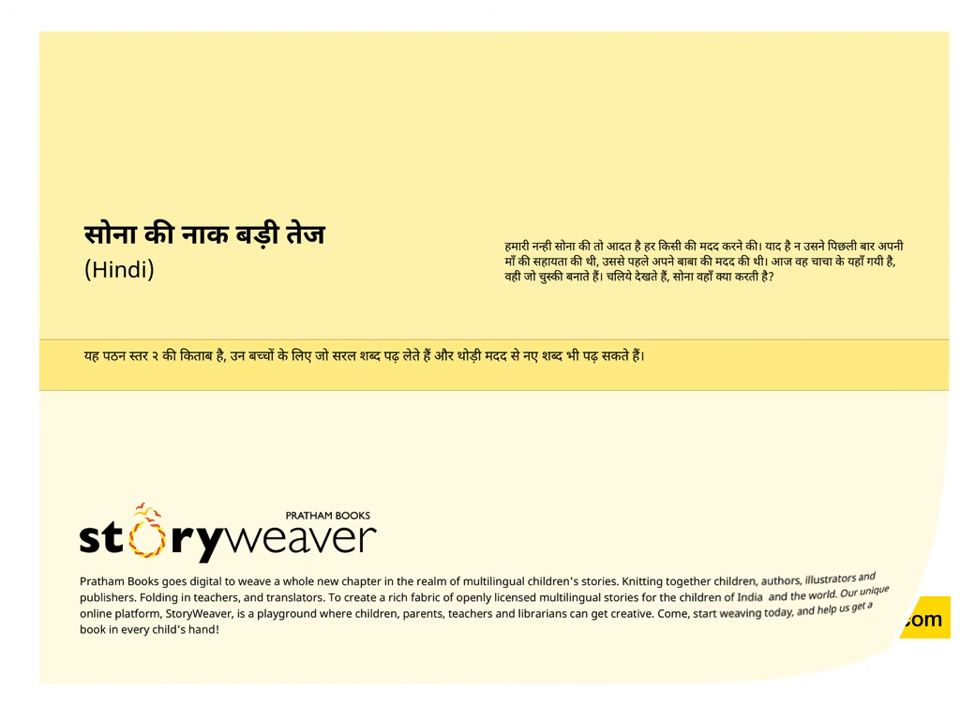 सोना की नाक बड़ी तेज
(Hindi)
हमारी नन्ही सोना की तो आदत है हर किसी की मदद करने की। याद है न उसने पिछली बार अपनी
माँ की सहायता की थी, उससे पहले अपने बाबा की मदद की थी। आज वह चाचा के यहाँ गयी है,
वही जो चुस्की बनाते हैं। चलिये देखते हैं, सोना वहाँ क्या करती है?
यह पठन स्तर २ की किताब है, उन बच्चों के लिए जो सरल शब्द पढ़ लेते हैं और थोड़ी मदद से नए शब्द भी पढ़ सकते हैं।
PRATHAM BOOKS
storyweaver
Pratham Books goes digital to weave a whole new chapter in the realm of multilingual children's stories. Knitting together children, authors, illustrators and
publishers. Folding in teachers, and translators. To create a rich fabric of openly licensed multilingual stories for the children of India and the world. Our unique
online platform, StoryWeaver, is a playground where children, parents, teachers and librarians can get creative. Come, start weaving today, and help us get a
book in every child's hand!